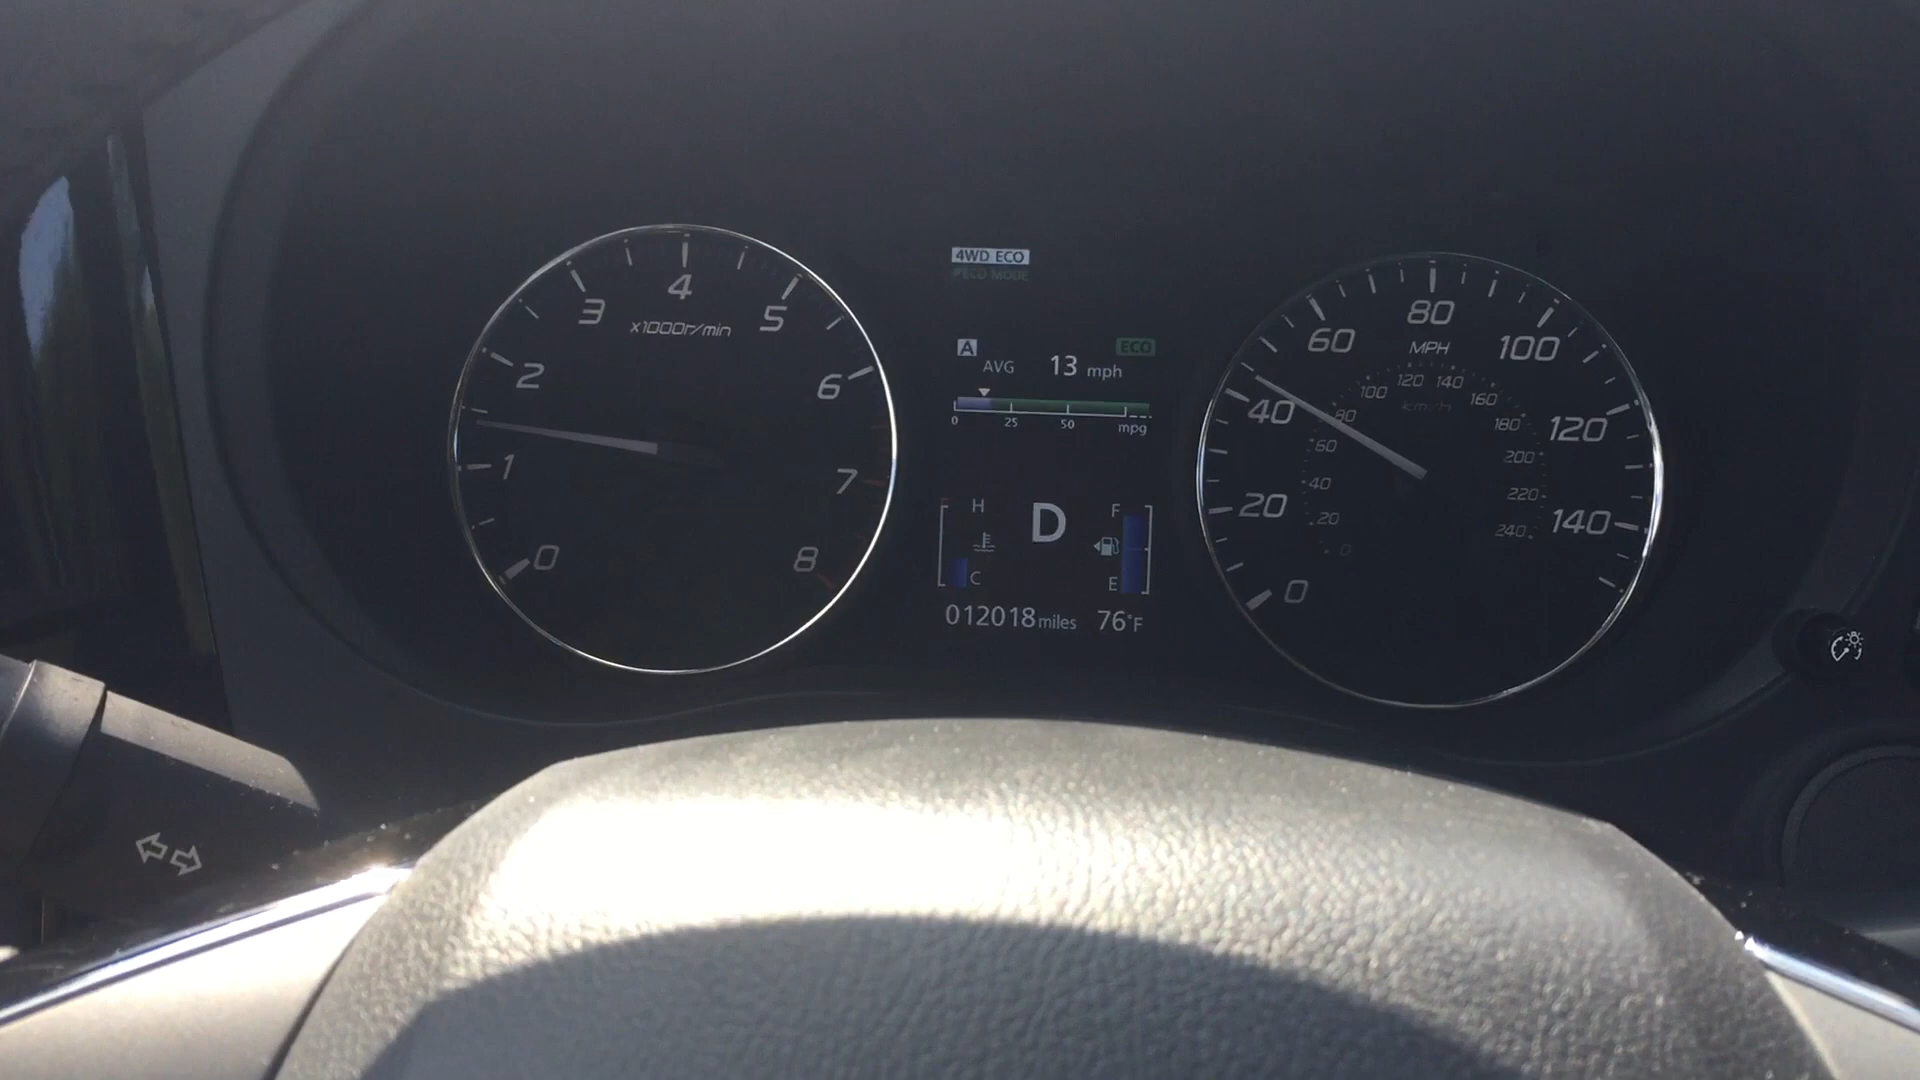 4WD ECO
ECO MODE
0 1 2 3 4 5 6 7 8
x1000r/min
A
ECO
AVG 13 mph
0 25 50 mpg
H
C
D
F
E
012018 miles 76°F
0 20 40 60 80 100 120 140
MPH
0 20 40 60 80 100 120 140 160 180 200 220 240
km/h